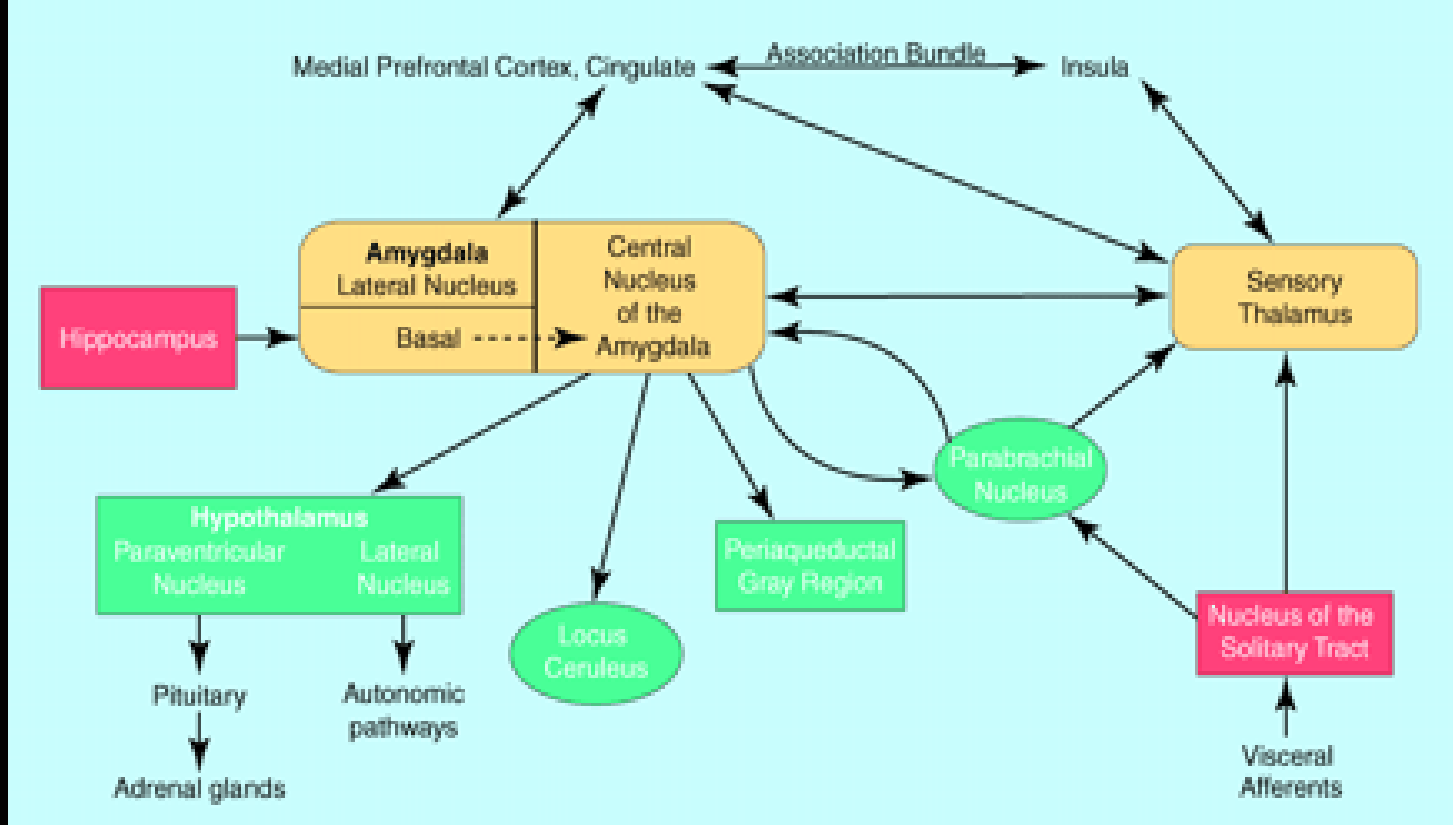 Association Bundle
Medial Prefrontal Cortex, Cingulate
Insula
Amygdala
Lateral Nucleus
Basal
Central
Nucleus
of the
Amygdala
Sensory
Thalamus
Hippocampus
Parabrachial
Nucleus
Hypothalamus
Paraventricular
Nucleus
Lateral
Nucleus
Periaqueductal
Gray Region
Locus
Ceruleus
Nucleus of the
Solitary Tract
Pituitary
Autonomic
pathways
Adrenal glands
Visceral
Afferents